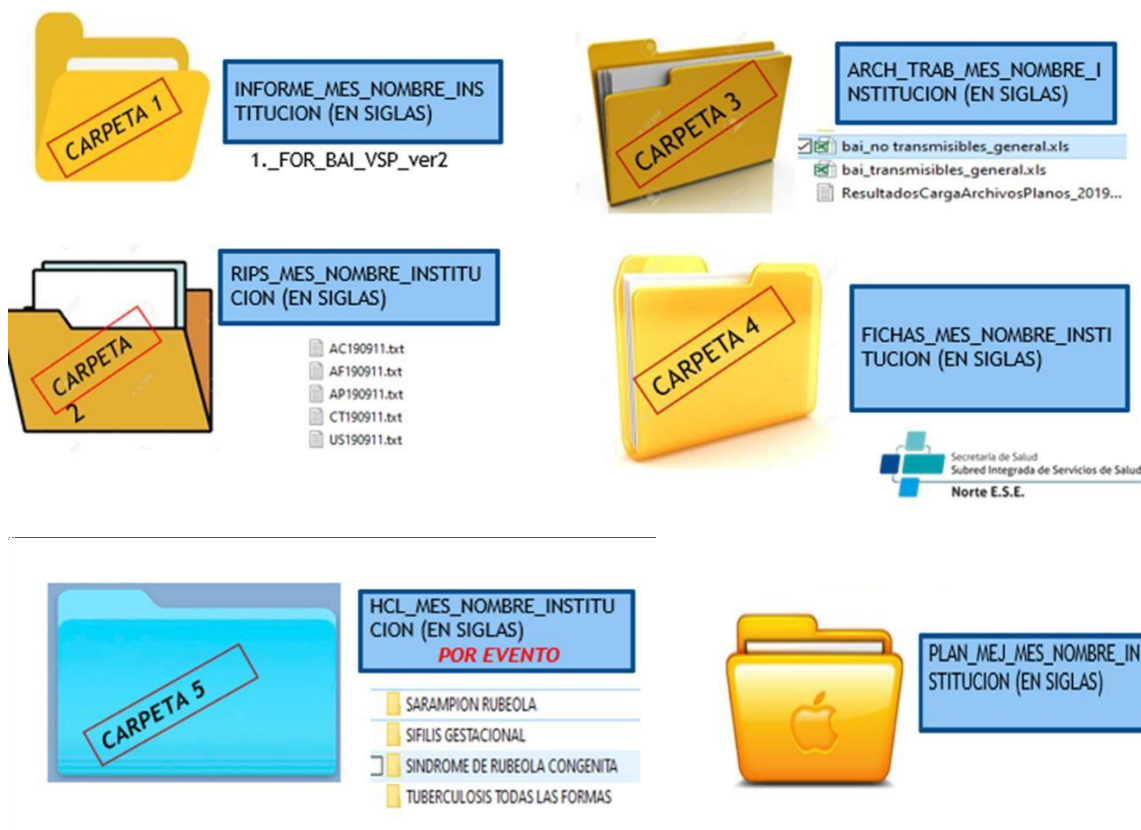 CARPETA 1
INFORME_MES_NOMBRE_INS
TITUCION (EN SIGLAS)
1._FOR_BAI_VSP_ver2
CARPETA 3
ARCH_TRAB_MES_NOMBRE_I
NSTITUCION (EN SIGLAS)
bai_no transmisibles_general.xls
bai_transmisibles_general.xls
ResultadosCargaArchivosPlanos_2019...
CARPETA
2
RIPS_MES_NOMBRE_INSTITU
CION (EN SIGLAS)
AC190911.txt
AF190911.txt
AP190911.txt
CT190911.txt
US190911.txt
CARPETA 4
FICHAS_MES_NOMBRE_INSTI
TUCION (EN SIGLAS)
Secretaria de Salud
Subred Integrada de Servicios de Salud
Norte E.S.E.
CARPETA 5
HCL_MES_NOMBRE_INSTITU
CION (EN SIGLAS)
POR EVENTO
SARAMPION RUBEOLA
SIFILIS GESTACIONAL
SINDROME DE RUBEOLA CONGENITA
TUBERCULOSIS TODAS LAS FORMAS
PLAN_MEJ_MES_NOMBRE_IN
STITUCION (EN SIGLAS)